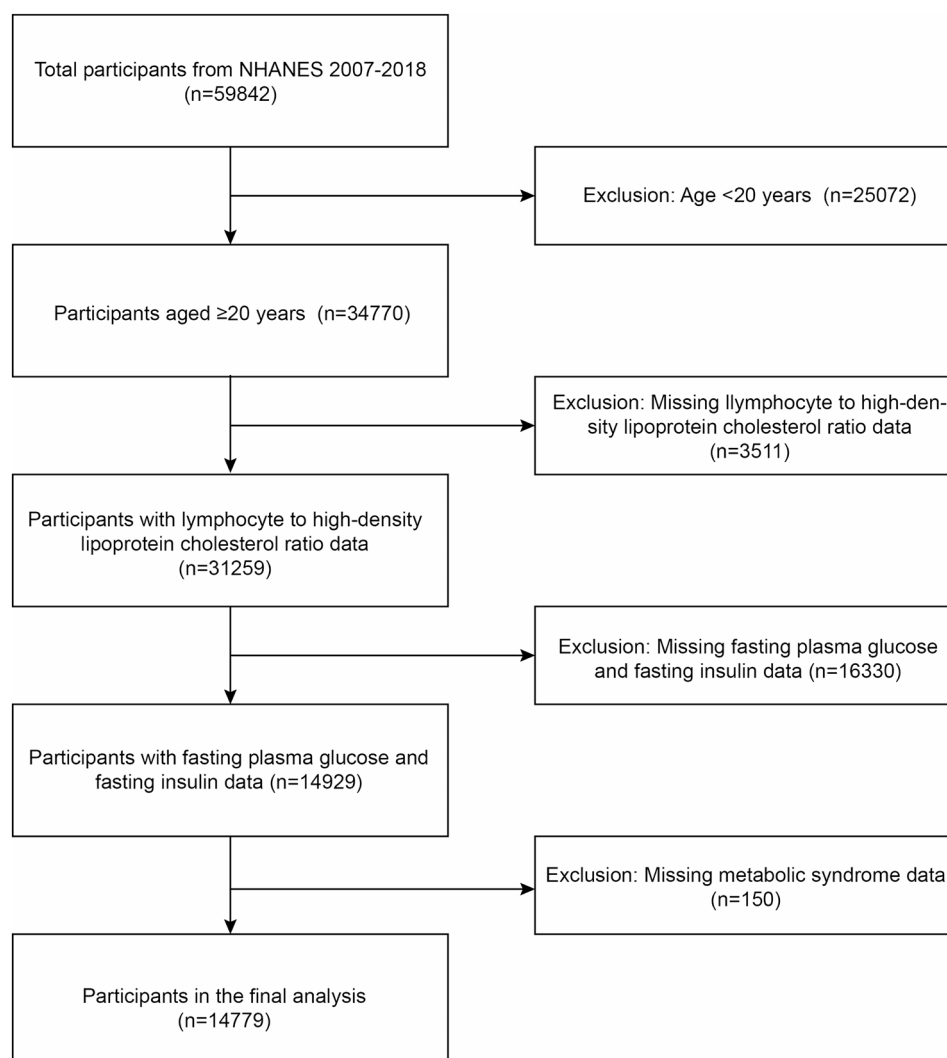 Total participants from NHANES 2007-2018
(n=59842)
Exclusion: Age <20 years (n=25072)
Participants aged ≥20 years (n=34770)
Exclusion: Missing llymphocyte to high-den-
sity lipoprotein cholesterol ratio data
(n=3511)
Participants with lymphocyte to high-density
lipoprotein cholesterol ratio data
(n=31259)
Exclusion: Missing fasting plasma glucose
and fasting insulin data (n=16330)
Participants with fasting plasma glucose and
fasting insulin data (n=14929)
Exclusion: Missing metabolic syndrome data
(n=150)
Participants in the final analysis
(n=14779)